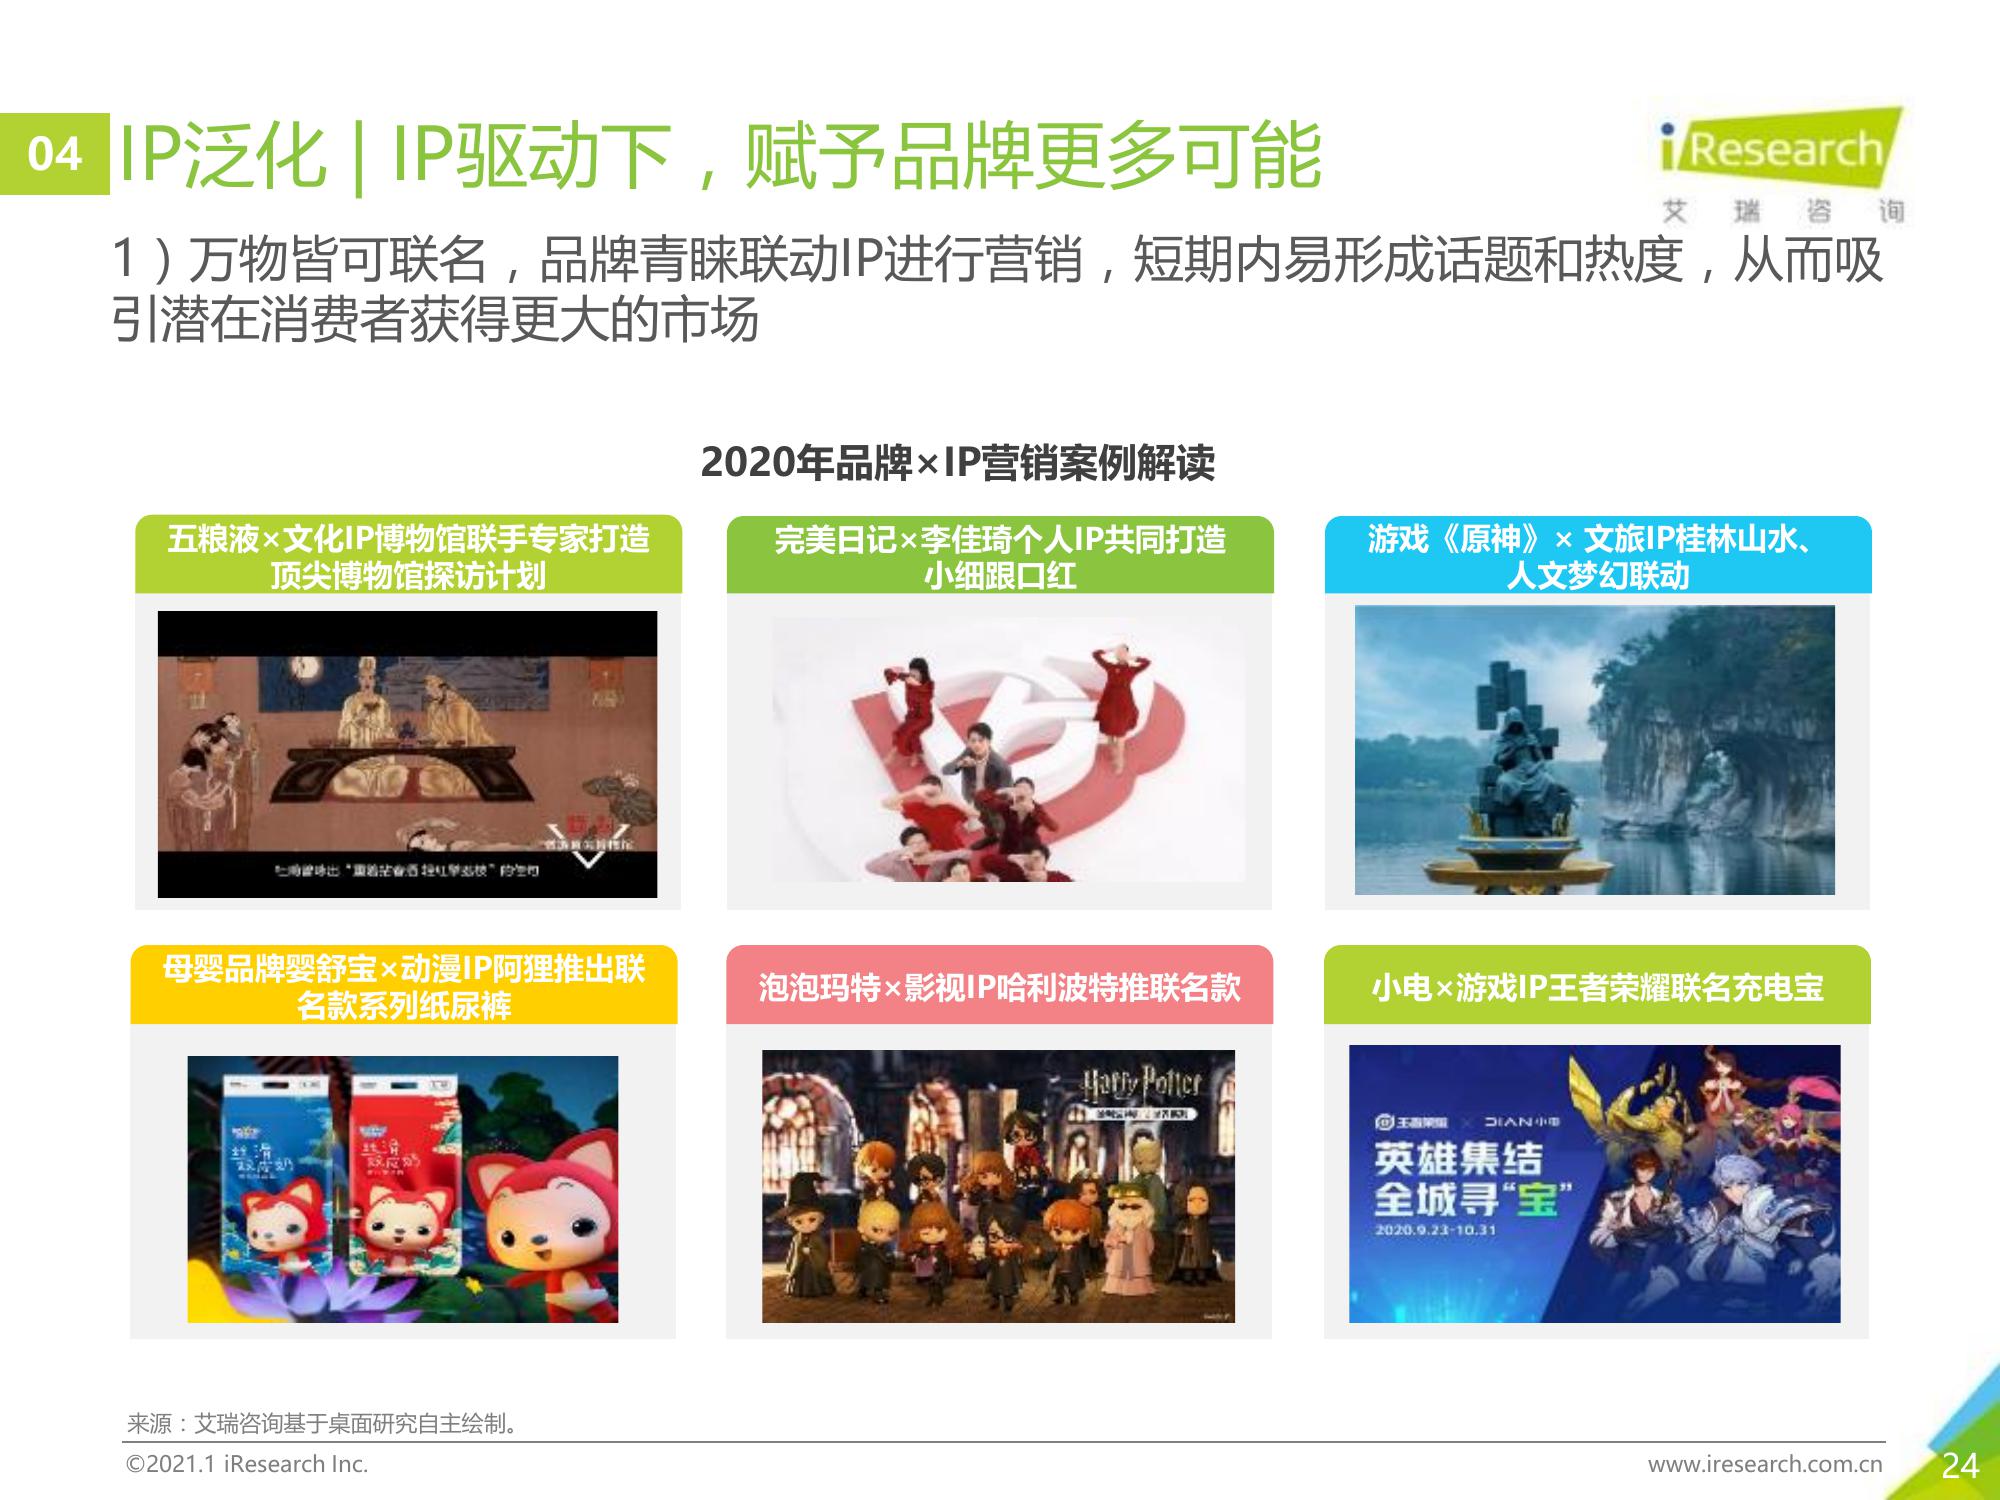 04
IP泛化 | IP驱动下，赋予品牌更多可能
iResearch
艾瑞咨询
1）万物皆可联名，品牌青睐联动IP进行营销，短期内易形成话题和热度，从而吸
引潜在消费者获得更大的市场
2020年品牌×IP营销案例解读
五粮液×文化IP博物馆联手专家打造
顶尖博物馆探访计划
完美日记×李佳琦个人IP共同打造
小细跟口红
游戏《原神》× 文旅IP桂林山水、
人文梦幻联动
母婴品牌婴舒宝×动漫IP阿狸推出联
名款系列纸尿裤
泡泡玛特×影视IP哈利波特推联名款
Harry Potter
小电×游戏IP王者荣耀联名充电宝
王者荣耀 × DIAN小电
英雄集结
全城寻“宝”
2020.9.23-10.31
来源：艾瑞咨询基于桌面研究自主绘制。
©2021.1 iResearch Inc.
www.iresearch.com.cn
24